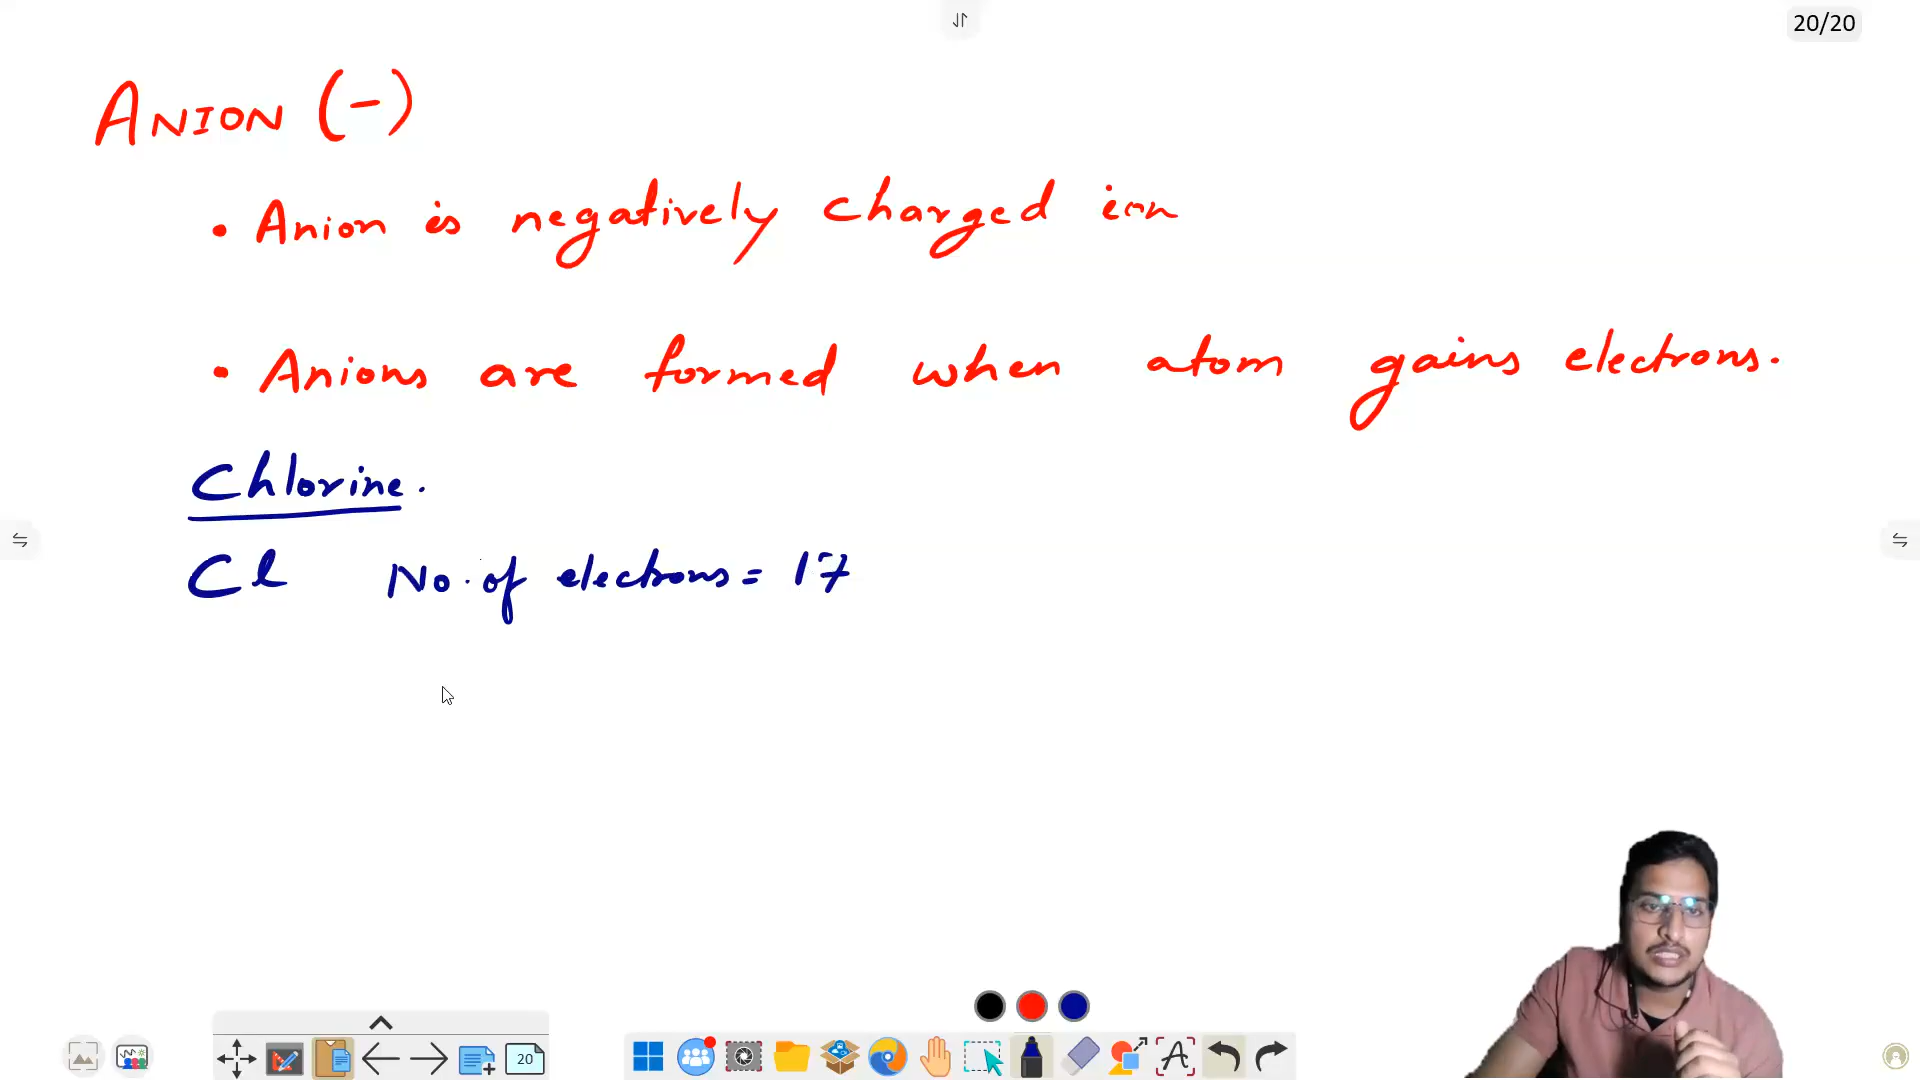 20/20
ANION (-)
• Anion is negatively charged ion
• Anions are formed when atom gains electrons.
Chlorine.
Cl No. of electrons = 17
20